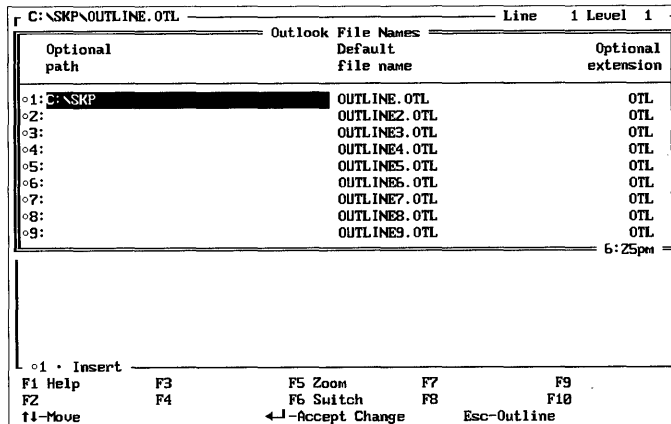 C:\SKP\OUTLINE.OTL Line 1 Level 1
Outlook File Names
Optional Default Optional
path file name extension
○1:C:\SKP OUTLINE.OTL OTL
○2: OUTLINE2.OTL OTL
○3: OUTLINE3.OTL OTL
○4: OUTLINE4.OTL OTL
○5: OUTLINE5.OTL OTL
○6: OUTLINE6.OTL OTL
○7: OUTLINE7.OTL OTL
○8: OUTLINE8.OTL OTL
○9: OUTLINE9.OTL OTL
6:25pm
○1 · Insert
F1 Help F3 F5 Zoom F7 F9
F2 F4 F6 Switch F8 F10
↑↓-Move ↵-Accept Change Esc-Outline